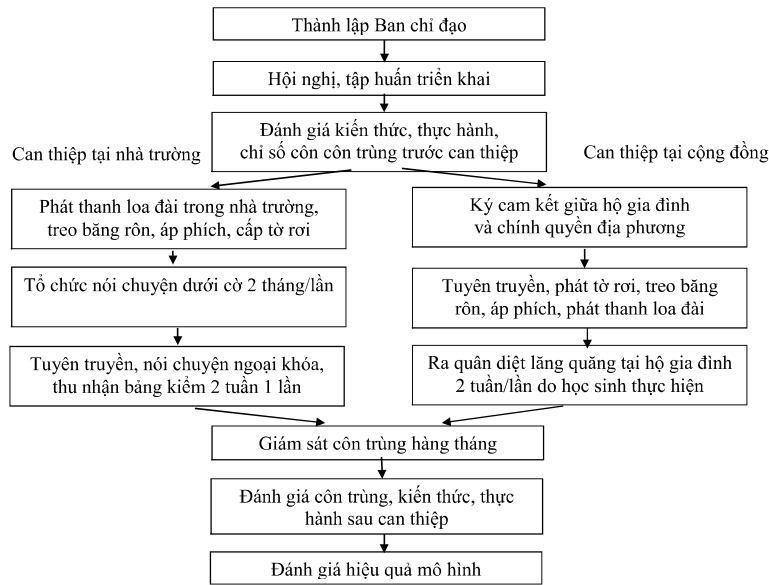 Thành lập Ban chỉ đạo
Hội nghị, tập huấn triển khai
Đánh giá kiến thức, thực hành,
chỉ số côn côn trùng trước can thiệp
Can thiệp tại nhà trường
Can thiệp tại cộng đồng
Phát thanh loa đài trong nhà trường,
treo băng rôn, áp phích, cấp tờ rơi
Ký cam kết giữa hộ gia đình
và chính quyền địa phương
Tổ chức nói chuyện dưới cờ 2 tháng/lần
Tuyên truyền, phát tờ rơi, treo băng
rôn, áp phích, phát thanh loa đài
Tuyên truyền, nói chuyện ngoại khóa,
thu nhận bảng kiểm 2 tuần 1 lần
Ra quân diệt lăng quăng tại hộ gia đình
2 tuần/lần do học sinh thực hiện
Giám sát côn trùng hàng tháng
Đánh giá côn trùng, kiến thức, thực
hành sau can thiệp
Đánh giá hiệu quả mô hình